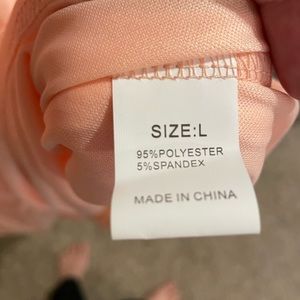 SIZE:L
95%POLYESTER
5%SPANDEX
MADE IN CHINA